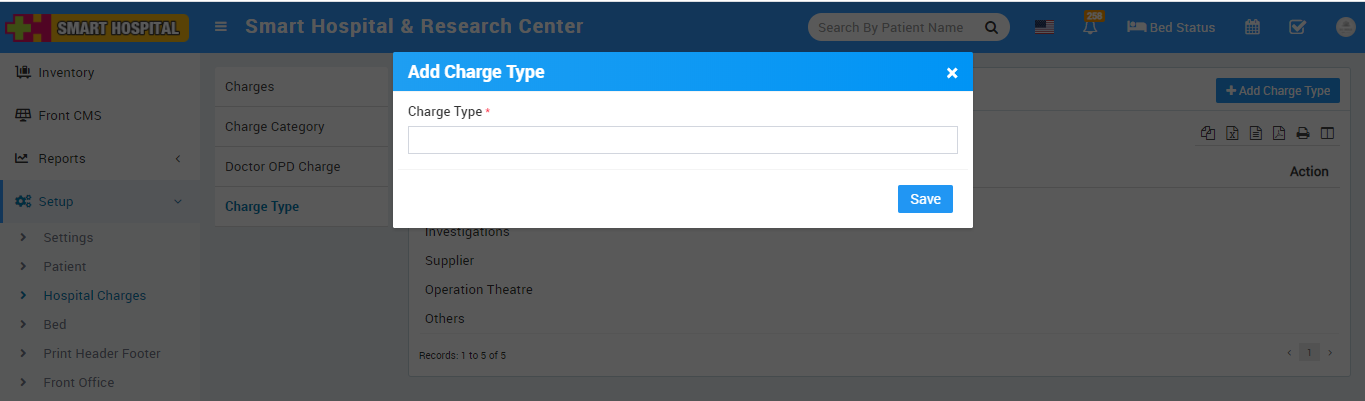 SMART HOSPITAL
Smart Hospital & Research Center
Search By Patient Name
256
Bed Status
Inventory
Front CMS
Reports
Setup
Settings
Patient
Hospital Charges
Bed
Print Header Footer
Front Office
Charges
Charge Category
Doctor OPD Charge
Charge Type
Add Charge Type
×
Charge Type *
Save
+ Add Charge Type
Action
Investigations
Supplier
Operation Theatre
Others
Records: 1 to 5 of 5
‹ 1 ›